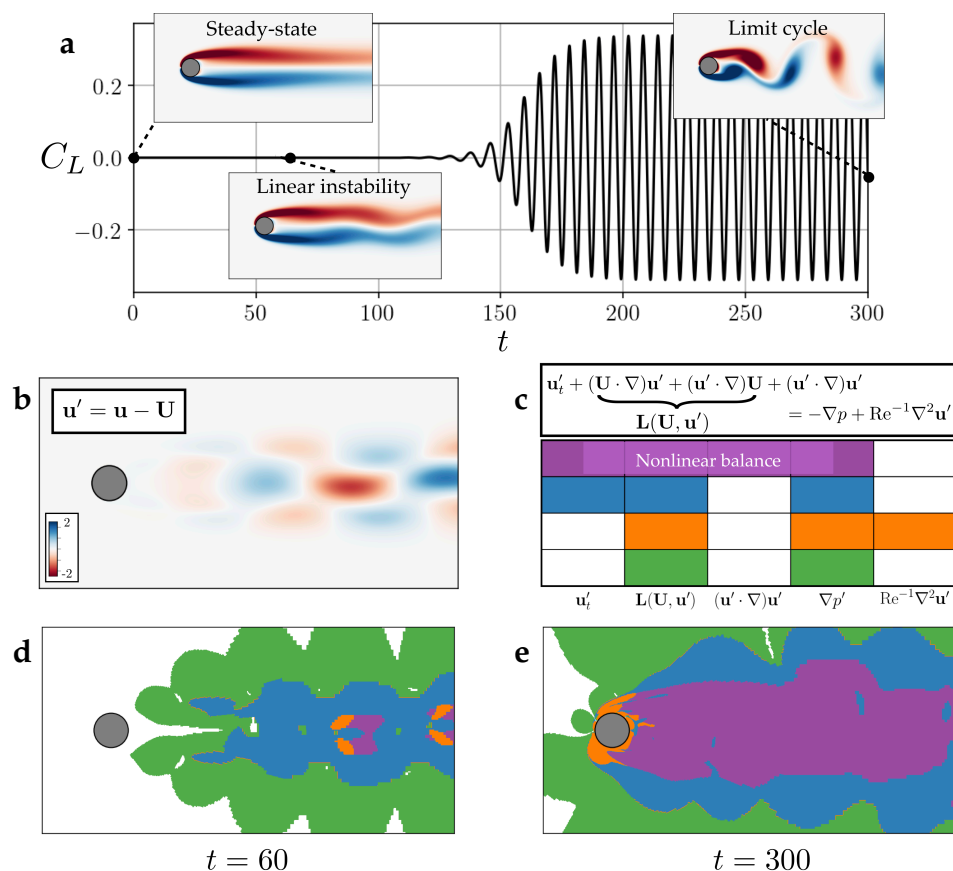 a
Steady-state
Limit cycle
Linear instability
0.2
0.0
−0.2
C_L
0
50
100
150
200
250
300
t
b
u′ = u − U
2
-2
c
u′_t + (U · ∇)u′ + (u′ · ∇)U + (u′ · ∇)u′
L(U, u′)
= −∇p + Re⁻¹∇²u′
Nonlinear balance
u′_t
L(U, u′)
(u′ · ∇)u′
∇p′
Re⁻¹∇²u′
d
e
t = 60
t = 300